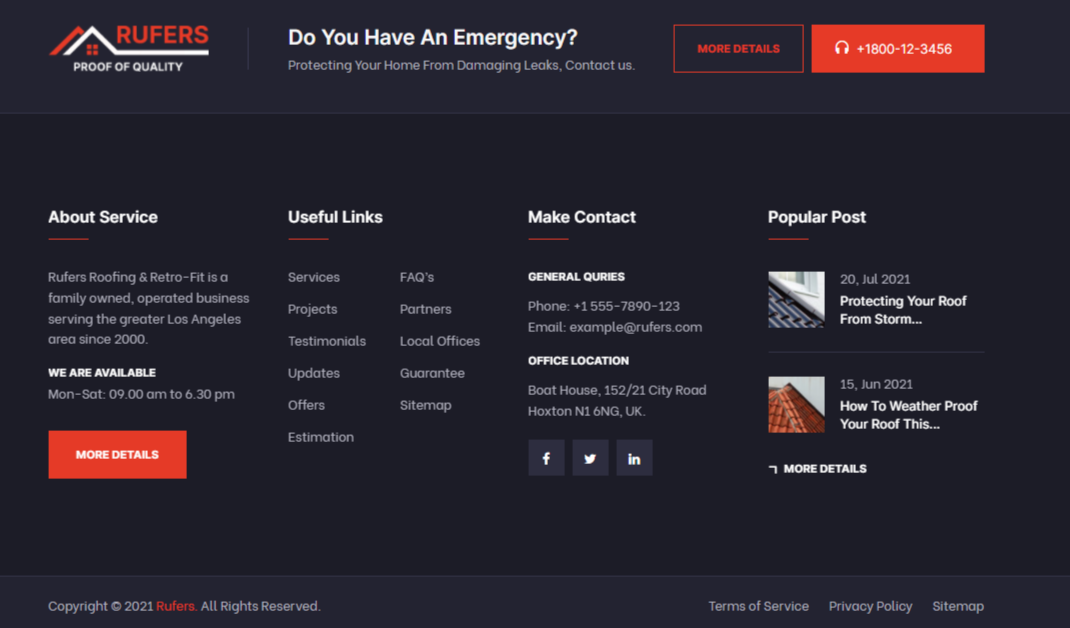 RUFERS
PROOF OF QUALITY
Do You Have An Emergency?
Protecting Your Home From Damaging Leaks, Contact us.
MORE DETAILS
+1800-12-3456
About Service
Rufers Roofing & Retro-Fit is a
family owned, operated business
serving the greater Los Angeles
area since 2000.
WE ARE AVAILABLE
Mon-Sat: 09.00 am to 6.30 pm
MORE DETAILS
Useful Links
Services
Projects
Testimonials
Updates
Offers
Estimation
FAQ's
Partners
Local Offices
Guarantee
Sitemap
Make Contact
GENERAL QURIES
Phone: +1 555-7890-123
Email: example@rufers.com
OFFICE LOCATION
Boat House, 152/21 City Road
Hoxton N1 6NG, UK.
f
in
Popular Post
20, Jul 2021
Protecting Your Roof
From Storm...
15, Jun 2021
How To Weather Proof
Your Roof This...
MORE DETAILS
Copyright © 2021 Rufers. All Rights Reserved.
Terms of Service
Privacy Policy
Sitemap